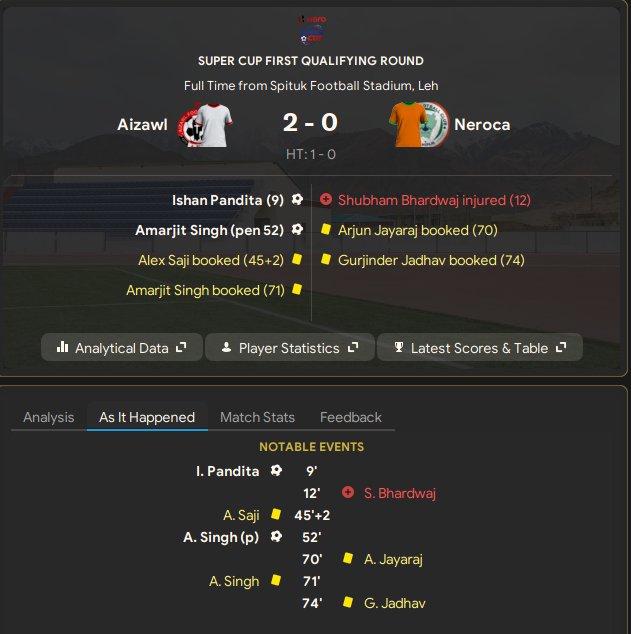 SUPER CUP FIRST QUALIFYING ROUND
Full Time from Spituk Football Stadium, Leh
Aizawl 2 - 0 Neroca
HT: 1 - 0
Ishan Pandita (9) Shubham Bhardwaj injured (12)
Amarjit Singh (pen 52) Arjun Jayaraj booked (70)
Alex Saji booked (45+2) Gurjinder Jadhav booked (74)
Amarjit Singh booked (71)
Analytical Data Player Statistics Latest Scores & Table
Analysis As It Happened Match Stats Feedback
NOTABLE EVENTS
I. Pandita 9'
12' S. Bhardwaj
A. Saji 45'+2
A. Singh (p) 52'
70' A. Jayaraj
A. Singh 71'
74' G. Jadhav